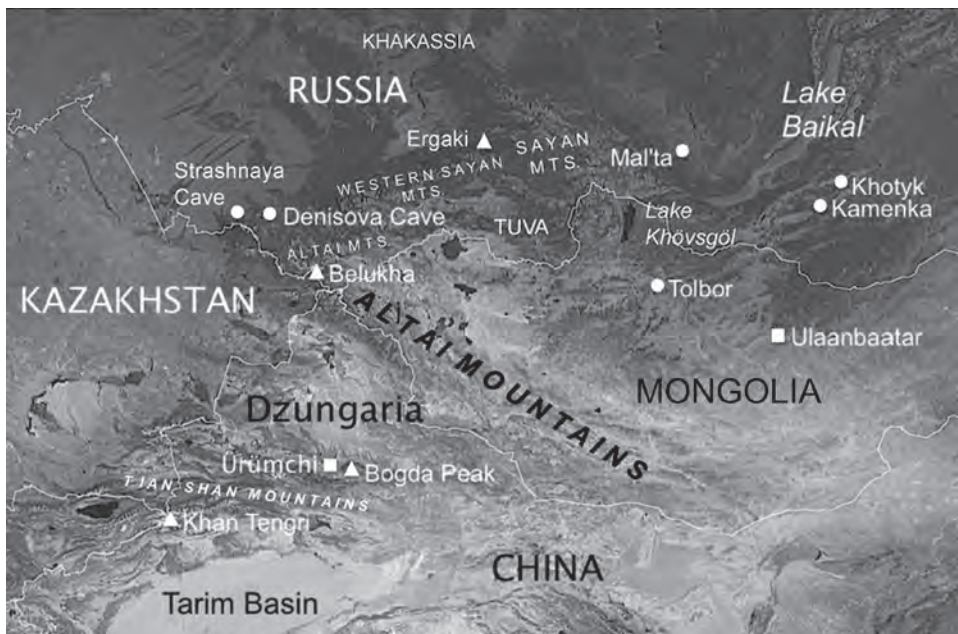 KHAKASSIA
RUSSIA
Lake
Baikal
Ergaki
SAYAN
MTS.
Mal'ta
WESTERN SAYAN
MTS.
Strashnaya
Cave
Khotyk
Kamenka
Denisova Cave
TUVA
Lake
Khövsgöl
ALTAI MTS.
Belukha
Tolbor
KAZAKHSTAN
ALTAI MOUNTAINS
Ulaanbaatar
MONGOLIA
Dzungaria
Ürümchi
Bogda Peak
TIAN SHAN MOUNTAINS
Khan Tengri
CHINA
Tarim Basin